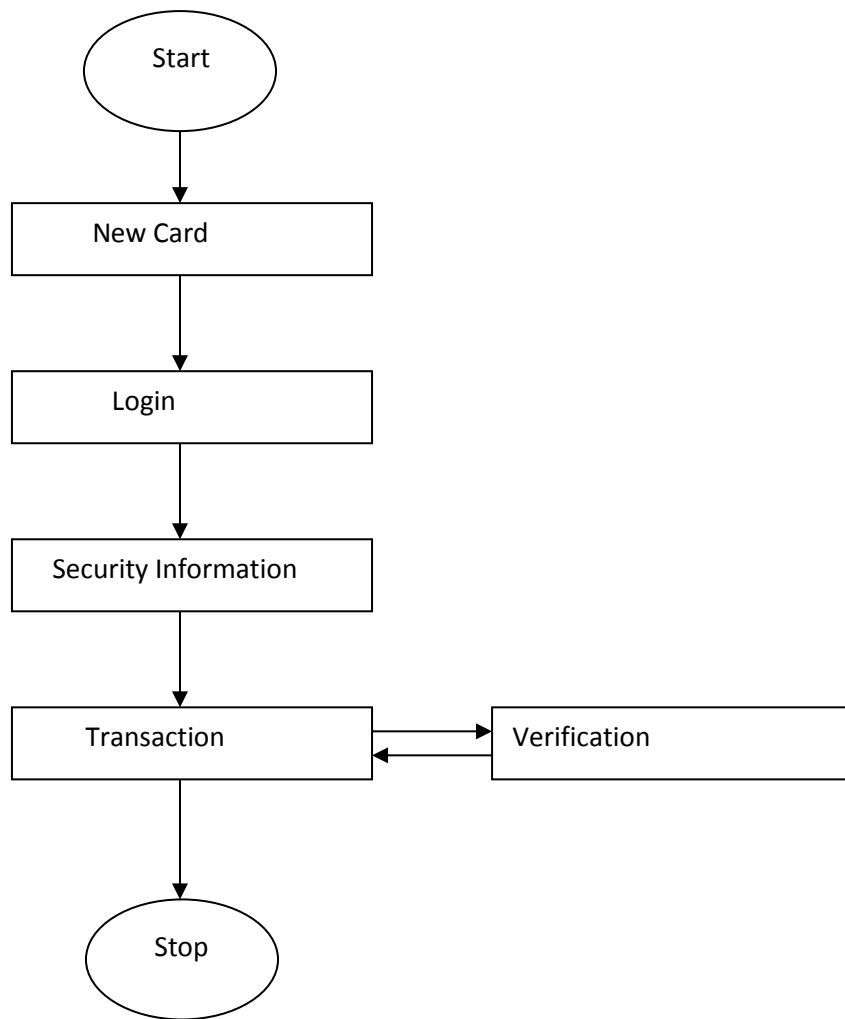 Start
New Card
Login
Security Information
Transaction
Verification
Stop